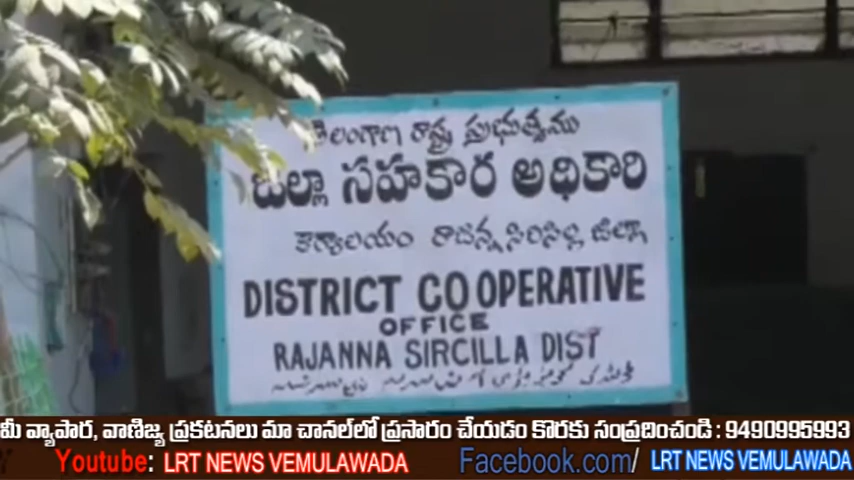 తెలంగాణ రాష్ట్ర ప్రభుత్వము
జిల్లా సహకార అధికారి
కార్యాలయం రాజన్న సిరిసిల్ల జిల్లా
DISTRICT CO OPERATIVE
OFFICE
RAJANNA SIRCILLA DIST
మీ వ్యాపార, వాణిజ్య ప్రకటనలు మా చానల్‌లో ప్రసారం చేయడం కొరకు సంప్రదించండి : 9490995993
Youtube: LRT NEWS VEMULAWADA Facebook.com/ LRT NEWS VEMULAWADA